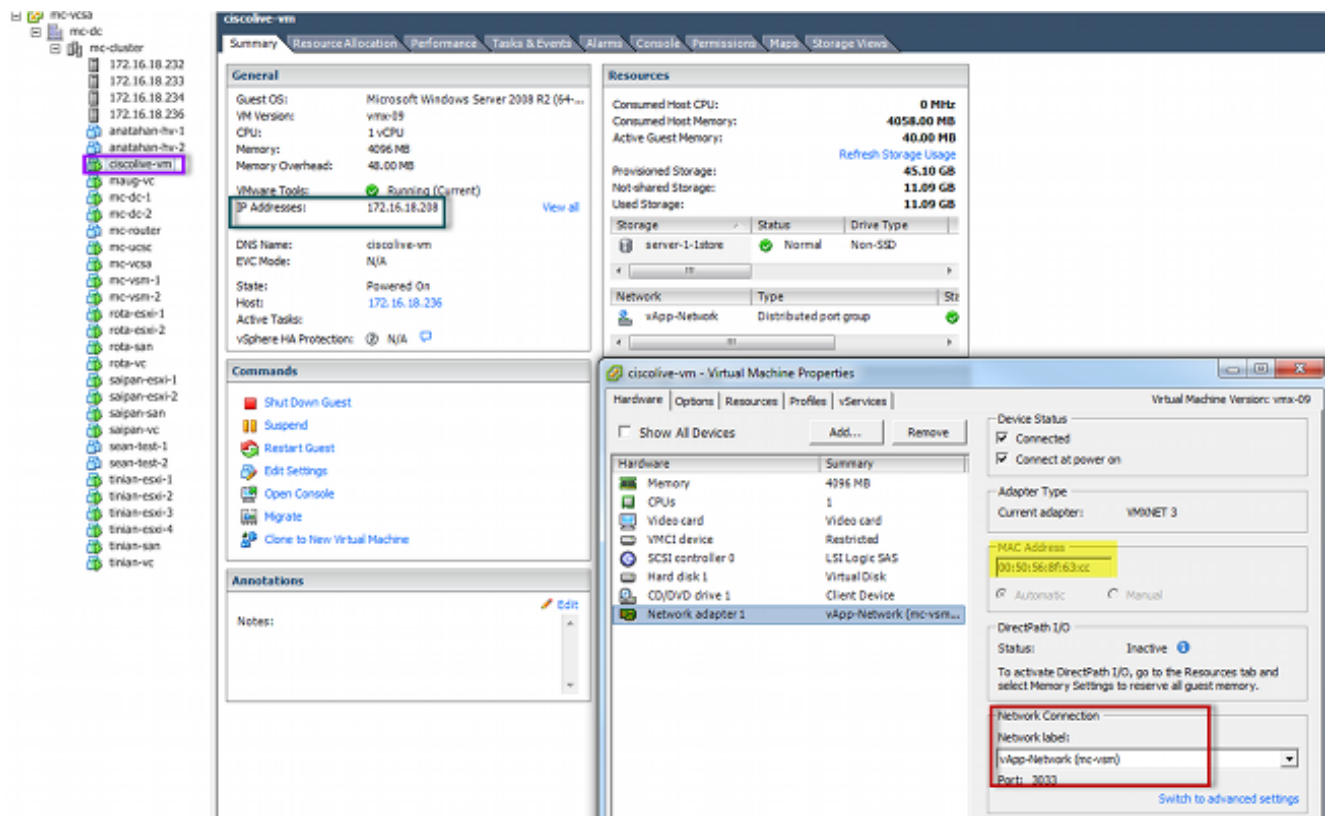 mc-vcsa
mc-dc
mc-cluster
172.16.18.232
172.16.18.233
172.16.18.234
172.16.18.236
anatahan-hv-1
anatahan-hv-2
ciscolive-vm
maug-vc
mc-dc-1
mc-dc-2
mc-router
mc-ucsc
mc-vcsa
mc-vsm-1
mc-vsm-2
rota-esxi-1
rota-esxi-2
rota-san
rota-vc
saipan-esxi-1
saipan-esxi-2
saipan-san
saipan-vc
sean-test-1
sean-test-2
tinian-esxi-1
tinian-esxi-2
tinian-esxi-3
tinian-esxi-4
tinian-san
tinian-vc
ciscolive-vm
Summary Resource Allocation Performance Tasks & Events Alarms Console Permissions Maps Storage Views
General
Guest OS: Microsoft Windows Server 2008 R2 (64-...
VM Version: vmx-09
CPU: 1 vCPU
Memory: 4096 MB
Memory Overhead: 48.00 MB
VMware Tools: Running (Current)
IP Addresses: 172.16.18.208 View all
DNS Name: ciscolive-vm
EVC Mode: N/A
State: Powered On
Host: 172.16.18.236
Active Tasks:
vSphere HA Protection: N/A
Commands
Shut Down Guest
Suspend
Restart Guest
Edit Settings
Open Console
Migrate
Clone to New Virtual Machine
Annotations
Edit
Notes:
Resources
Consumed Host CPU: 0 MHz
Consumed Host Memory: 4058.00 MB
Active Guest Memory: 40.00 MB
Refresh Storage Usage
Provisioned Storage: 45.10 GB
Not-shared Storage: 11.09 GB
Used Storage: 11.09 GB
Storage Status Drive Type
server-1-1store Normal Non-SSD
Network Type Sta
vApp-Network Distributed port group
ciscolive-vm - Virtual Machine Properties
Hardware Options Resources Profiles vServices Virtual Machine Version: vmx-09
Show All Devices Add... Remove
Hardware Summary
Memory 4096 MB
CPUs 1
Video card Video card
VMCI device Restricted
SCSI controller 0 LSI Logic SAS
Hard disk 1 Virtual Disk
CD/DVD drive 1 Client Device
Network adapter 1 vApp-Network (mc-vsm...
Device Status
Connected
Connect at power on
Adapter Type
Current adapter: VMXNET 3
MAC Address
00:50:56:8f:63:cc
Automatic Manual
DirectPath I/O
Status: Inactive
To activate DirectPath I/O, go to the Resources tab and
select Memory Settings to reserve all guest memory.
Network Connection
Network label:
vApp-Network (mc-vsm)
Port: 3033
Switch to advanced settings